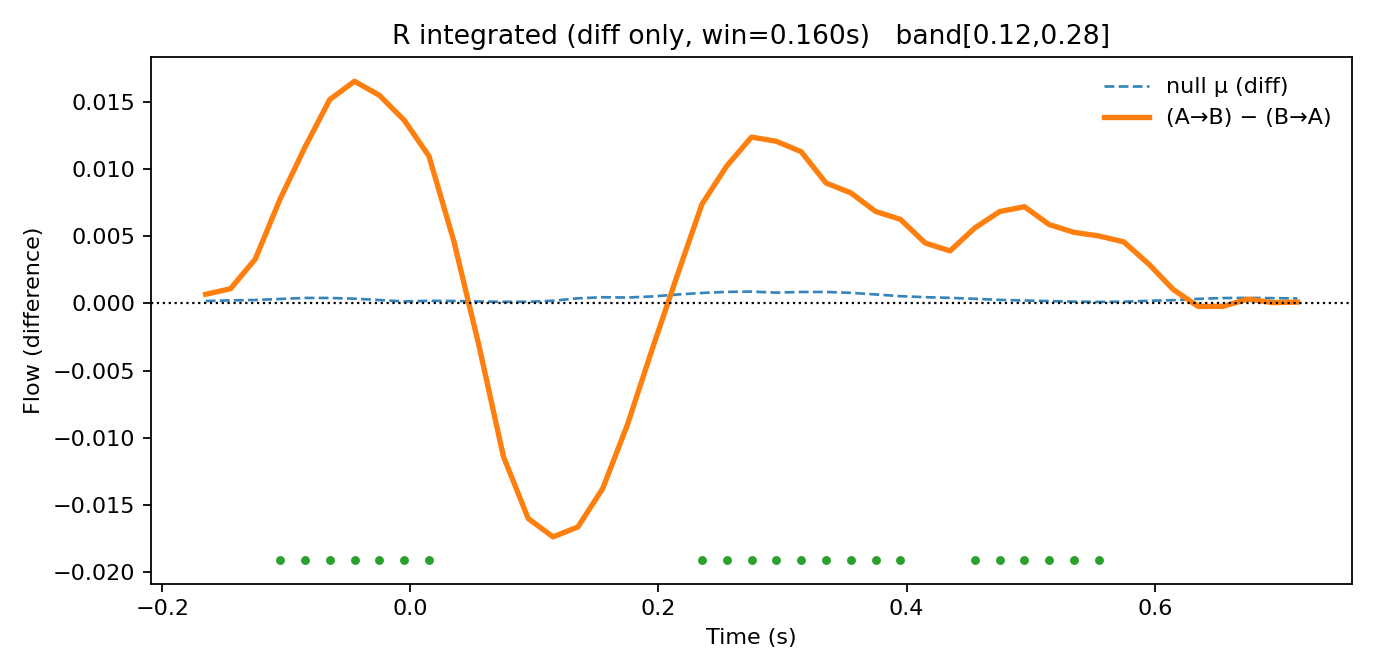 R integrated (diff only, win=0.160s)   band[0.12,0.28]
null μ (diff)
(A→B) − (B→A)
0.015
0.010
0.005
0.000
−0.005
−0.010
−0.015
−0.020
Flow (difference)
−0.2
0.0
0.2
0.4
0.6
Time (s)